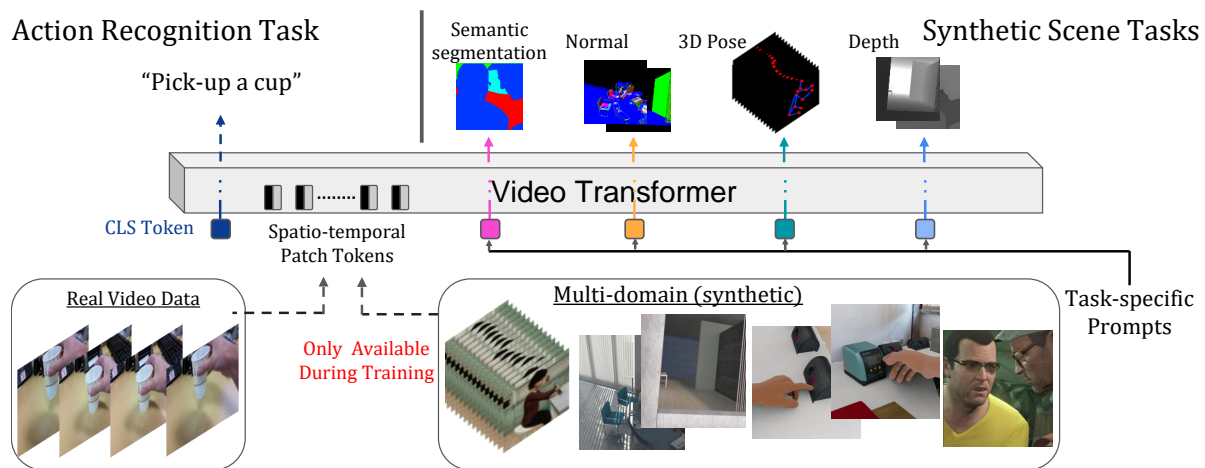 Action Recognition Task
Synthetic Scene Tasks
Semantic
segmentation
Normal
3D Pose
Depth
“Pick-up a cup”
Video Transformer
CLS Token
Spatio-temporal
Patch Tokens
Real Video Data
Only Available
During Training
Multi-domain (synthetic)
Task-specific
Prompts